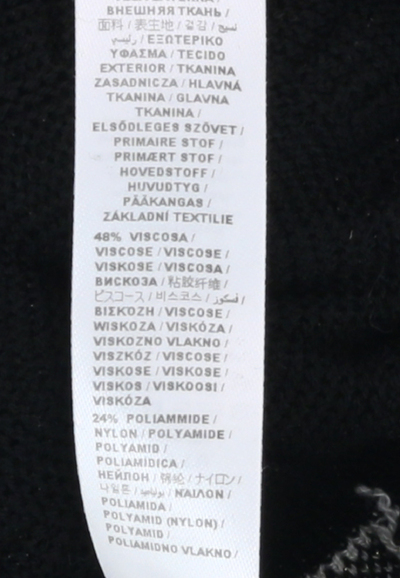 ВНЕШНЯЯ ТКАНЬ /
面料 / 表生地 / 겉감 / نسيج /
رئيسي / ΕΞΩΤΕΡΙΚΟ
ΥΦΑΣΜΑ / TECIDO
EXTERIOR / TKANINA
ZASADNICZA / HLAVNÁ
TKANINA / GLAVNA
TKANINA /
ELSŐDLEGES SZÖVET /
PRIMAIRE STOF /
PRIMÆRT STOF /
HOVEDSTOFF /
HUVUDTYG /
PÄÄKANGAS /
ZÁKLADNÍ TEXTILIE
48% VISCOSA /
VISCOSE / VISCOSE /
VISKOSE / VISCOSA /
ВИСКОЗА / 粘胶纤维 /
ビスコース / 비스코스 / فسكوز /
ΒΙΣΚΟΖΗ / VISCOSE /
WISKOZA / VISKÓZA /
VISKOZNO VLAKNO /
VISZKÓZ / VISCOSE /
VISKOSE / VISKOSE /
VISKOS / VISKOOSI /
VISKÓZA
24% POLIAMMIDE /
NYLON / POLYAMIDE /
POLYAMID /
POLIAMÍDICA /
НЕЙЛОН / 锦纶 / ナイロン /
나일론 / بولياميد / ΝΑΙΛΟΝ /
POLIAMIDA /
POLYAMID (NYLON) /
POLYAMID /
POLIAMIDNO VLAKNO /